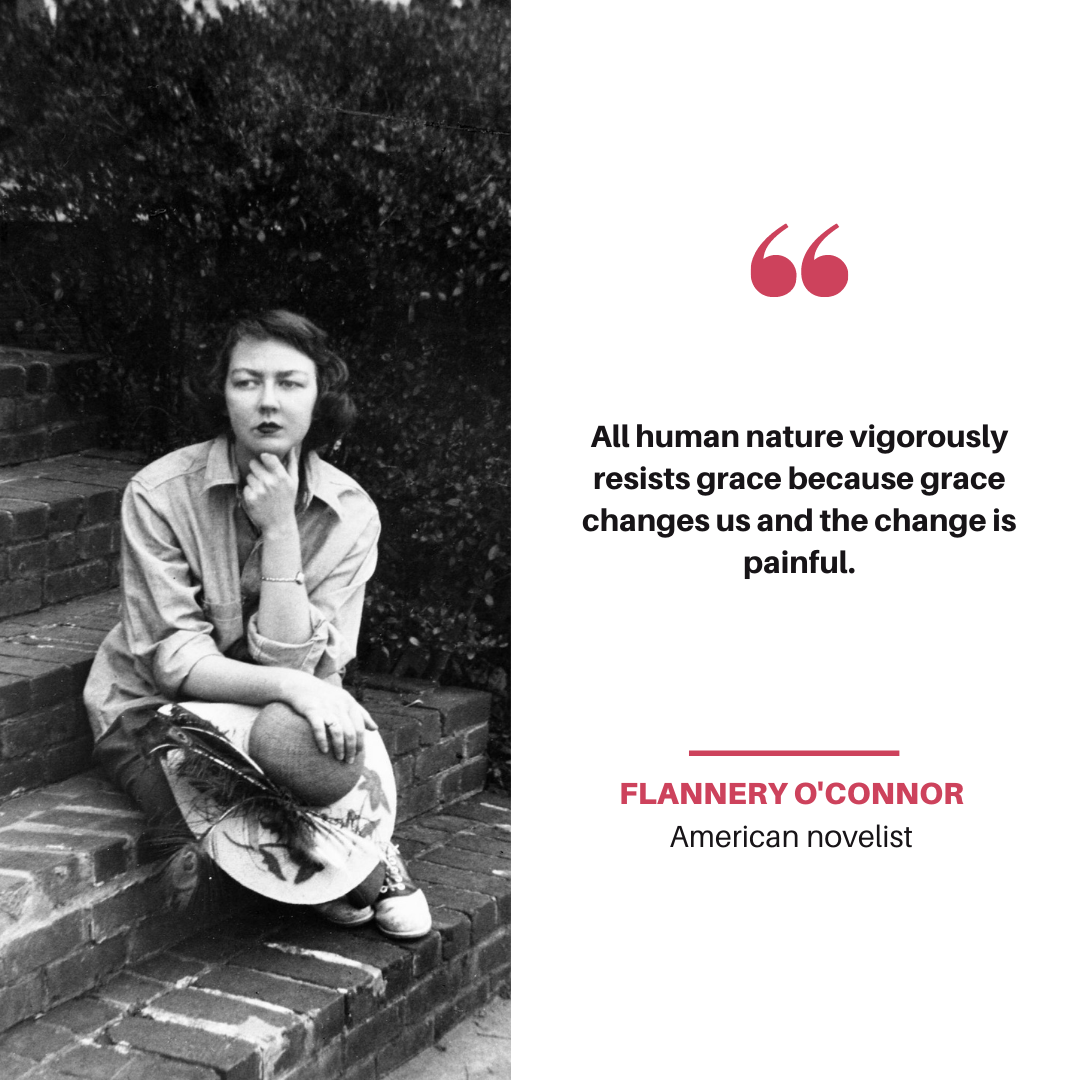 “
All human nature vigorously
resists grace because grace
changes us and the change is
painful.
FLANNERY O'CONNOR
American novelist